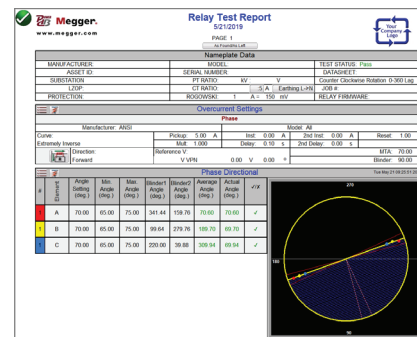 Megger.
www.megger.com
Relay Test Report
5/21/2019
PAGE 1
As Found/As Left
Your Company Logo
Nameplate Data
MANUFACTURER: MODEL: TEST STATUS: Pass
ASSET ID: SERIAL NUMBER: DATASHEET:
SUBSTATION PT RATIO: kV : V Counter Clockwise Rotation 0-360 Lag
LZOP: CT RATIO: 5 A Earthing L=N JOB #:
PROTECTION: ROGOWSKI: 1 A = 150 mV RELAY FIRMWARE:
Overcurrent Settings
Phase
Manufacturer: ANSI Model: All
Curve: Pickup: 5.00 A Inst: 0.00 A 2nd Inst: 0.00 A Reset: 1.00
Extremely Inverse Mult: 1.000 Delay: 0.10 s 2nd Delay: 0.00 s
Direction: Reference V: MTA: 70.00
Forward V VPN 0.00 V 0.00 ° Blinder: 90.00
Phase Directional
# Element Angle Setting (deg.) Min. Angle (deg.) Max. Angle (deg.) Blinder1 Angle (deg.) Blinder2 Angle (deg.) Average Angle (deg.) Actual Angle (deg.) ✓/X
1 A 70.00 65.00 75.00 341.44 159.76 70.60 70.60 ✓
1 B 70.00 65.00 75.00 99.64 279.76 189.70 69.70 ✓
1 C 70.00 65.00 75.00 220.00 39.88 309.94 69.94 ✓
270
180
90